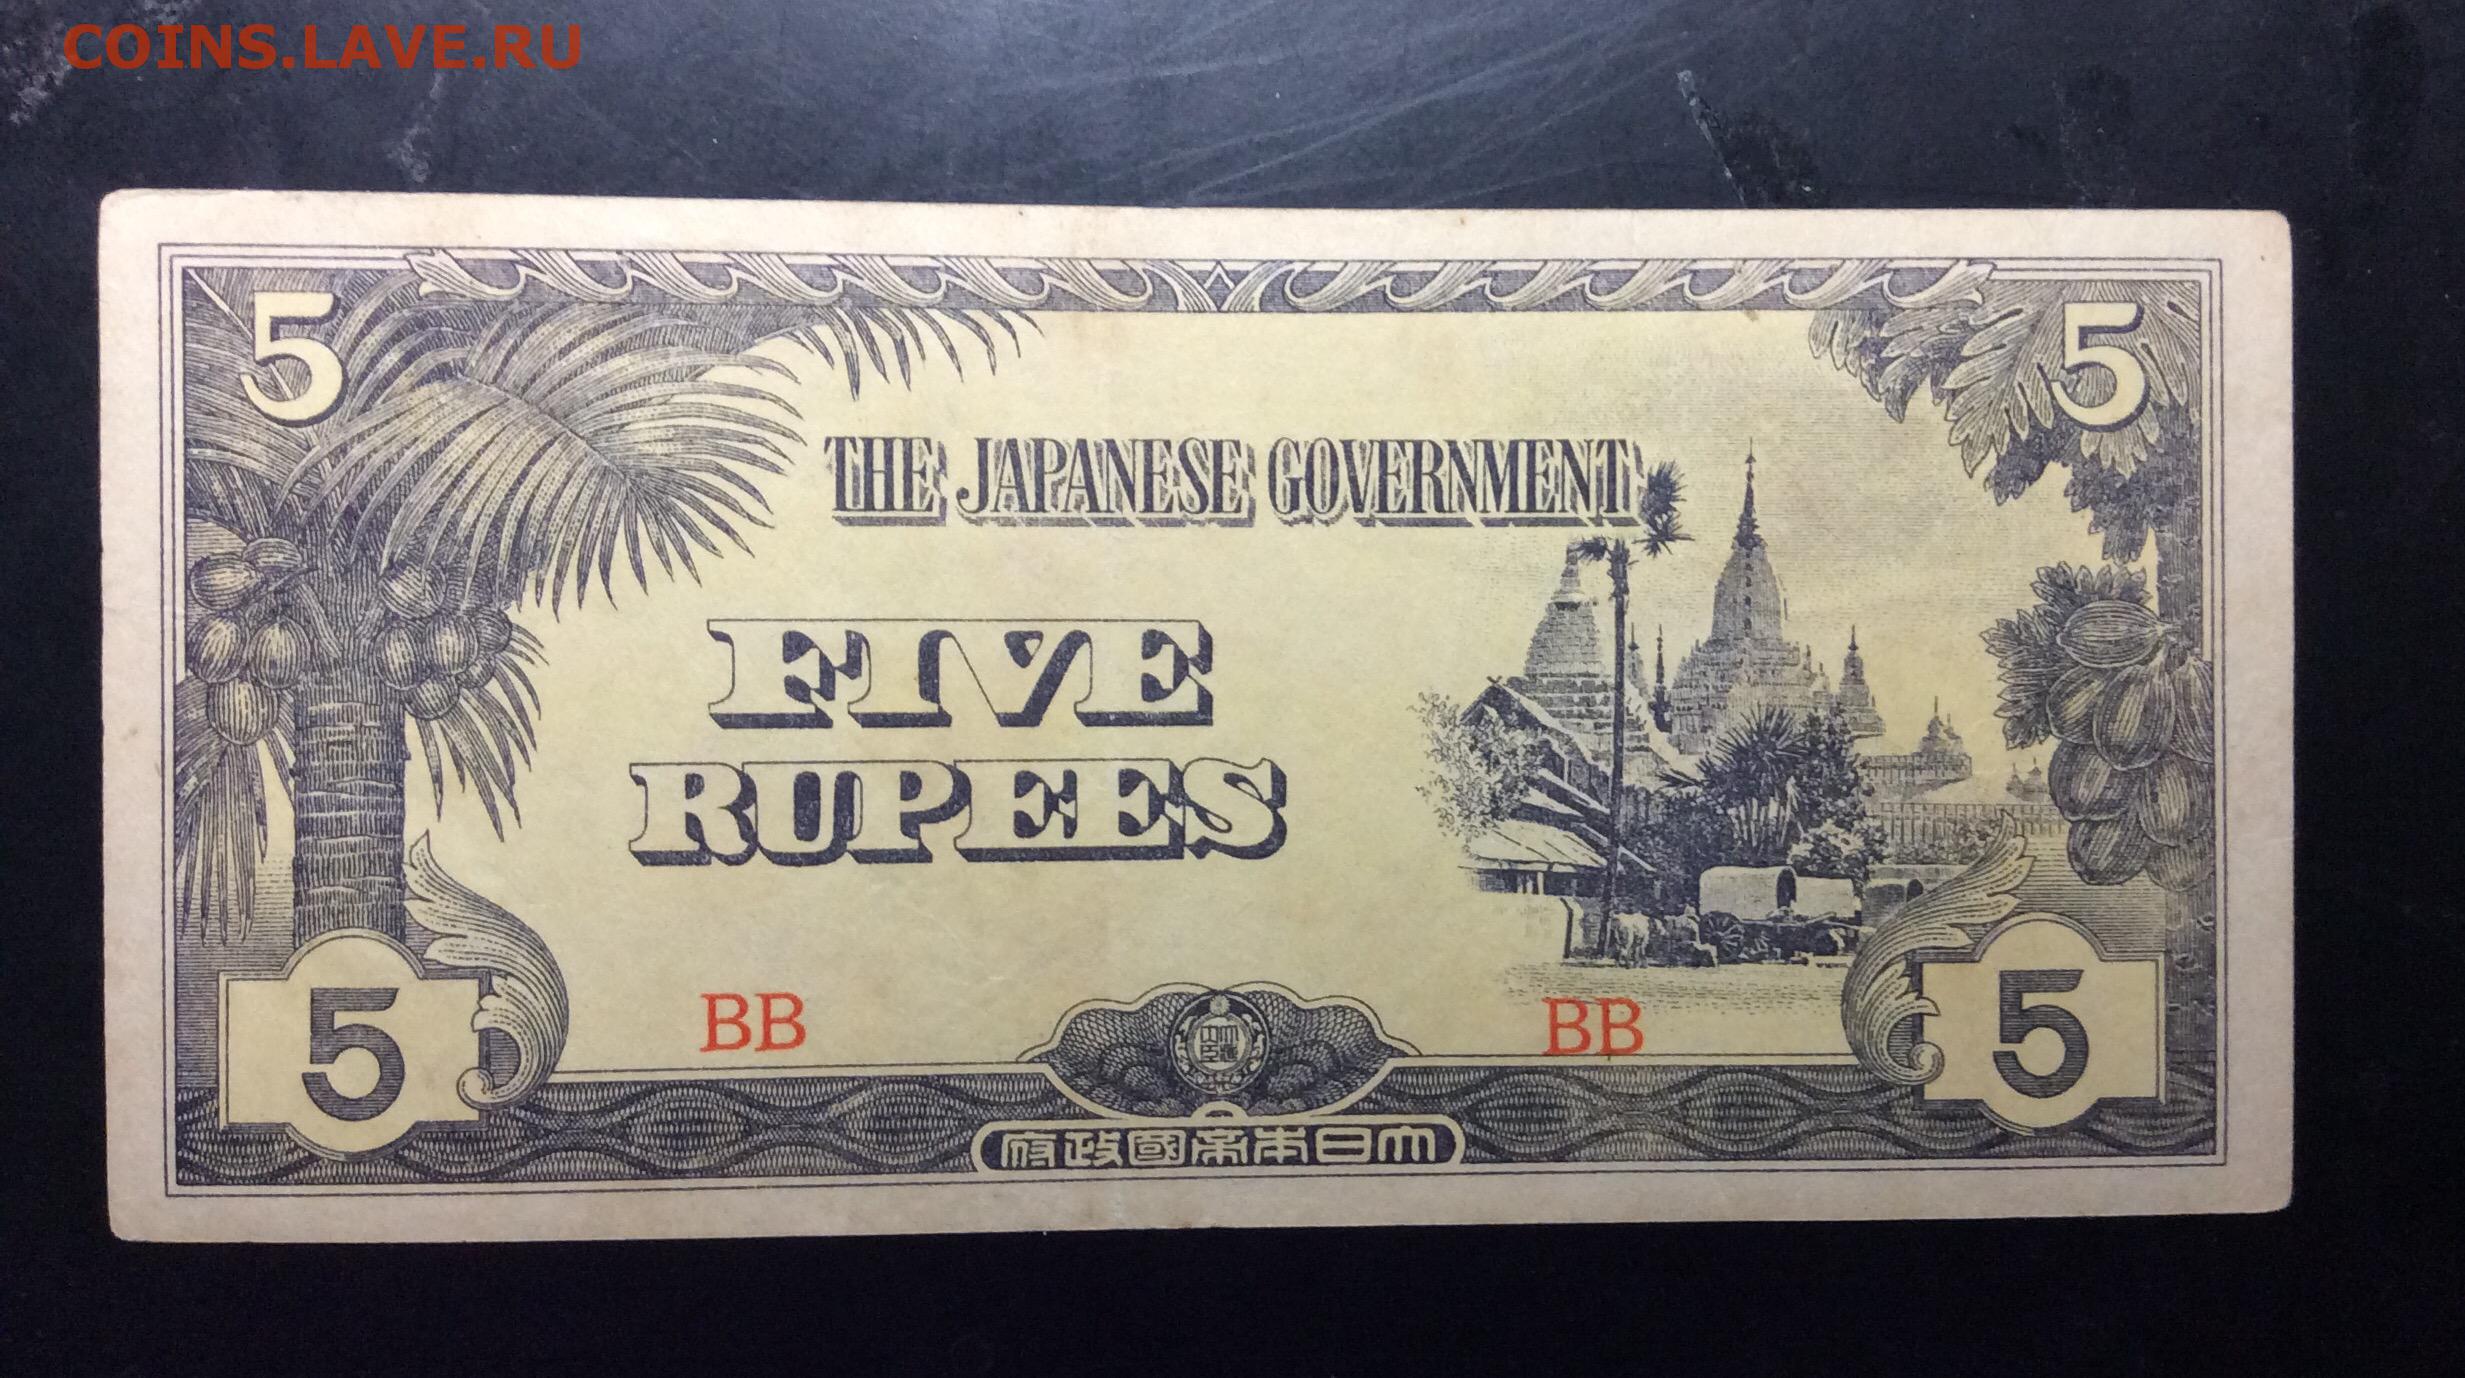 COINS.LAVE.RU
5
5
THE JAPANESE GOVERNMENT
FIVE
RUPEES
BB
BB
5
5
大日本帝國政府